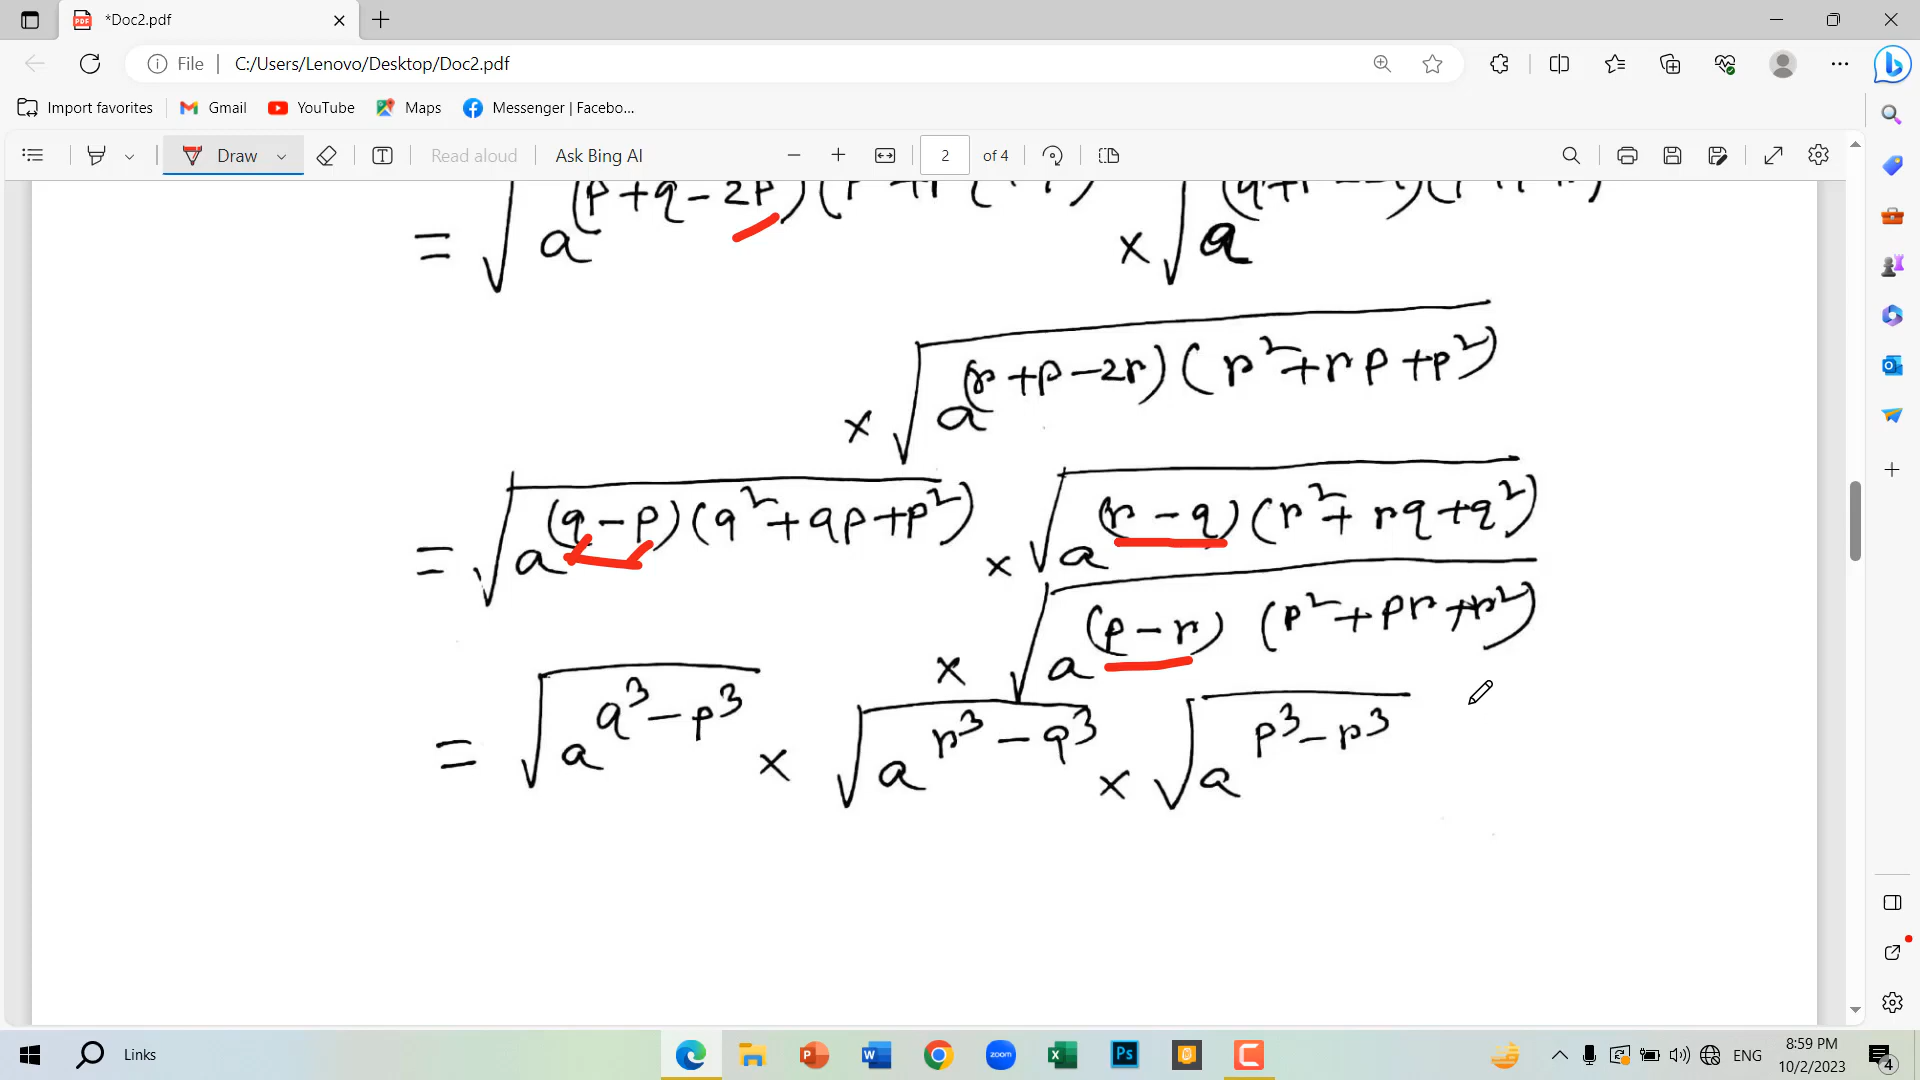 *Doc2.pdf
File C:/Users/Lenovo/Desktop/Doc2.pdf
Import favorites Gmail YouTube Maps Messenger | Facebo...
Draw Read aloud Ask Bing AI 2 of 4
= √a^(p+q-2p) × √a
× √a^(r+p-2r)(r²+rp+p²)
= √a^(q-p)(q²+qp+p²) × √a^(r-q)(r²+rq+q²)
× √a^(p-r)(p²+pr+r²)
= √a^q³-p³ × √a^r³-q³ × √a^p³-r³
Links ENG 8:59 PM
10/2/2023 4